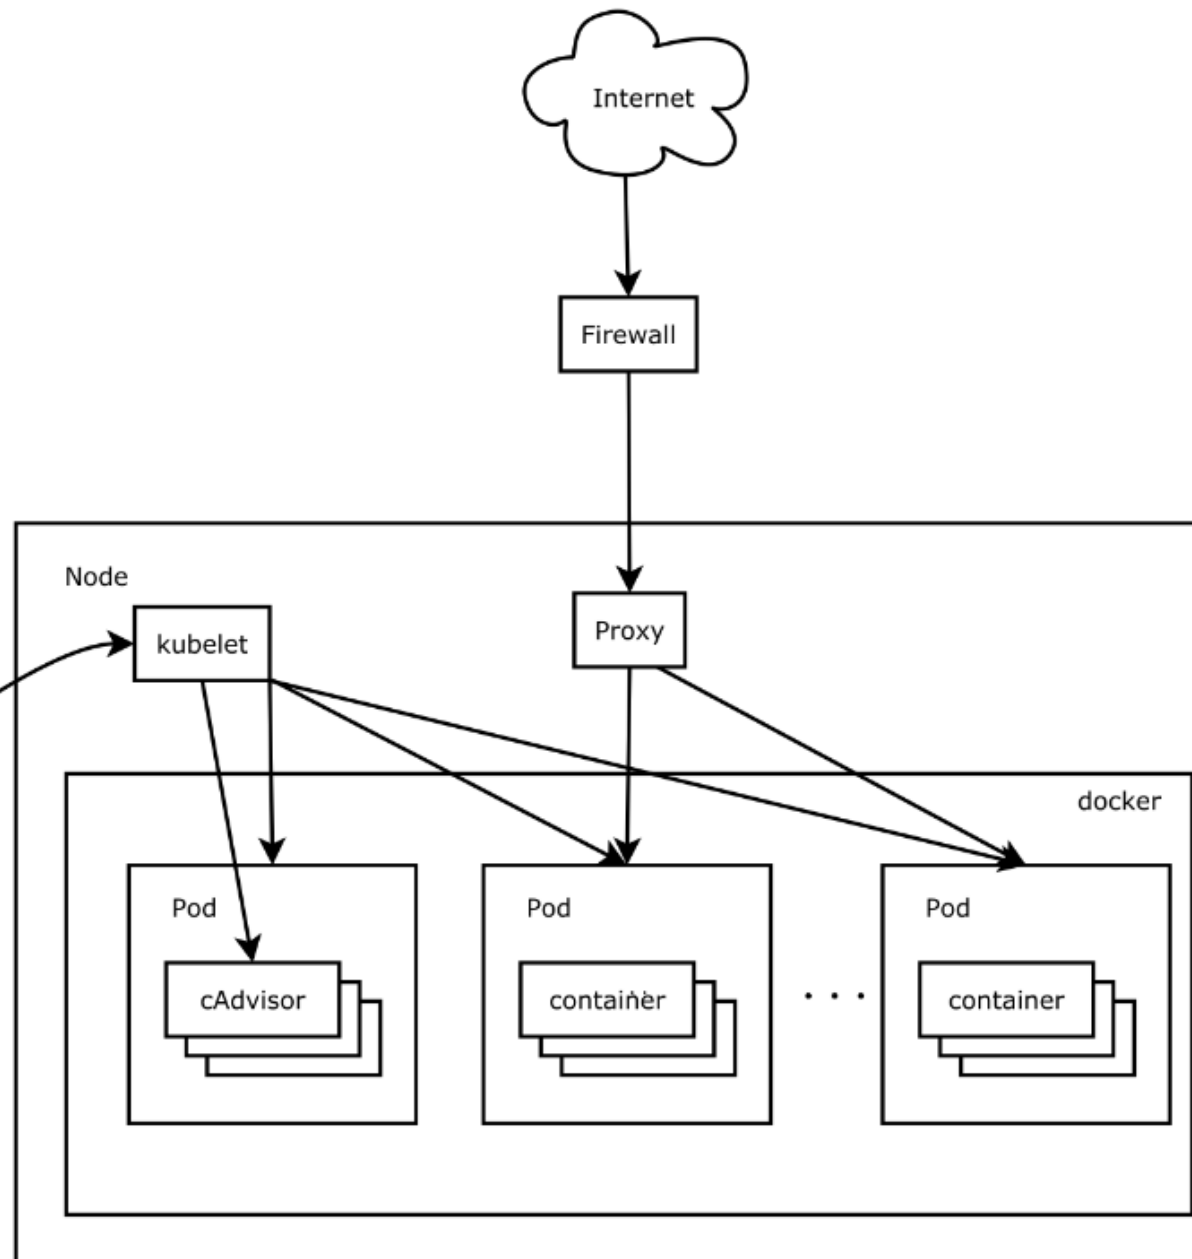 Internet
Firewall
Node
kubelet
Proxy
docker
Pod
Pod
Pod
cAdvisor
container
. . .
container